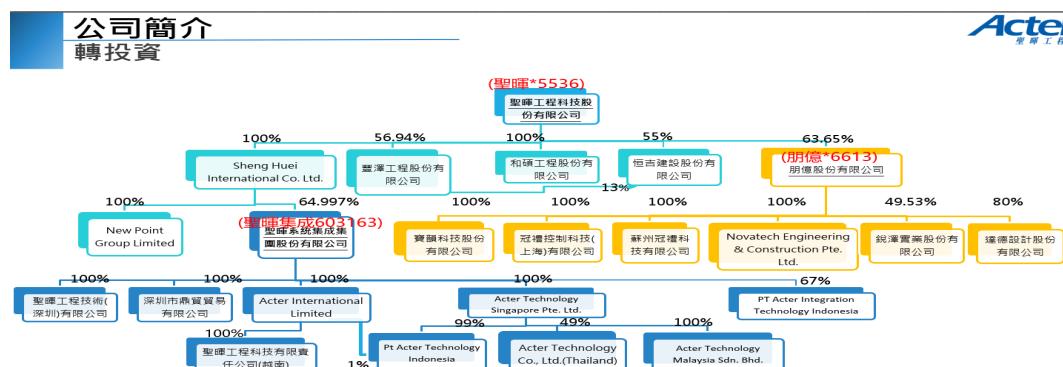 公司簡介
轉投資
Acter
聖暉工程
(聖暉*5536)
聖暉工程科技股
份有限公司
100%
56.94%
100%
55%
63.65%
Sheng Huei
International Co. Ltd.
豐澤工程股份有
限公司
和碩工程股份有
限公司
恒吉建設股份有
限公司
(朋億*6613)
朋億股份有限公司
13%
100%
64.997%
100%
100%
100%
100%
49.53%
80%
New Point
Group Limited
(聖暉集成603163)
聖暉系統集成集
團股份有限公司
寶韻科技股份
有限公司
冠禮控制科技(
上海)有限公司
蘇州冠禮科
技有限公司
Novatech Engineering
& Construction Pte.
Ltd.
銳澤實業股份有
限公司
達德設計股份
有限公司
100%
100%
100%
100%
67%
聖暉工程技術(
深圳)有限公司
深圳市鼎貿貿易
有限公司
Acter International
Limited
Acter Technology
Singapore Pte. Ltd.
PT Acter Integration
Technology Indonesia
100%
1%
99%
49%
100%
聖暉工程科技有限責
任公司(越南)
Pt Acter Technology
Indonesia
Acter Technology
Co., Ltd.(Thailand)
Acter Technology
Malaysia Sdn. Bhd.